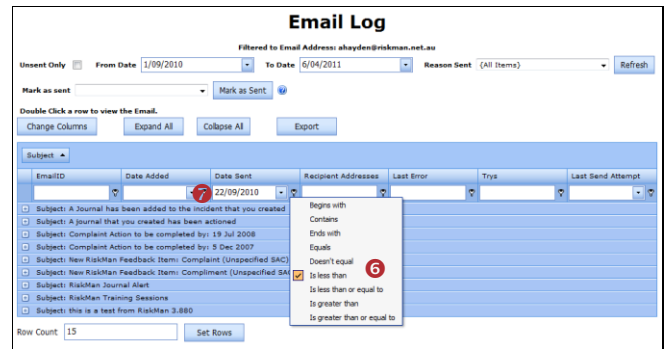 Email Log
Filtered to Email Address: ahayden@riskman.net.au
Unsent Only From Date 1/09/2010 To Date 6/04/2011 Reason Sent {All Items} Refresh
Mark as sent Mark as Sent
Double Click a row to view the Email.
Change Columns Expand All Collapse All Export
Subject
EmailID Date Added Date Sent Recipient Addresses Last Error Trys Last Send Attempt
7 22/09/2010
Subject: A Journal has been added to the incident that you created
Subject: A journal that you created has been actioned
Subject: Complaint Action to be completed by: 19 Jul 2008
Subject: Complaint Action to be completed by: 5 Dec 2007
Subject: New RiskMan Feedback Item: Complaint (Unspecified SAC)
Subject: New RiskMan Feedback Item: Compliment (Unspecified SA
Subject: RiskMan Journal Alert
Subject: RiskMan Training Sessions
Subject: this is a test from RiskMan 3.880
Begins with
Contains
Ends with
Equals
Doesn't equal
6
Is less than
Is less than or equal to
Is greater than
Is greater than or equal to
Row Count 15 Set Rows